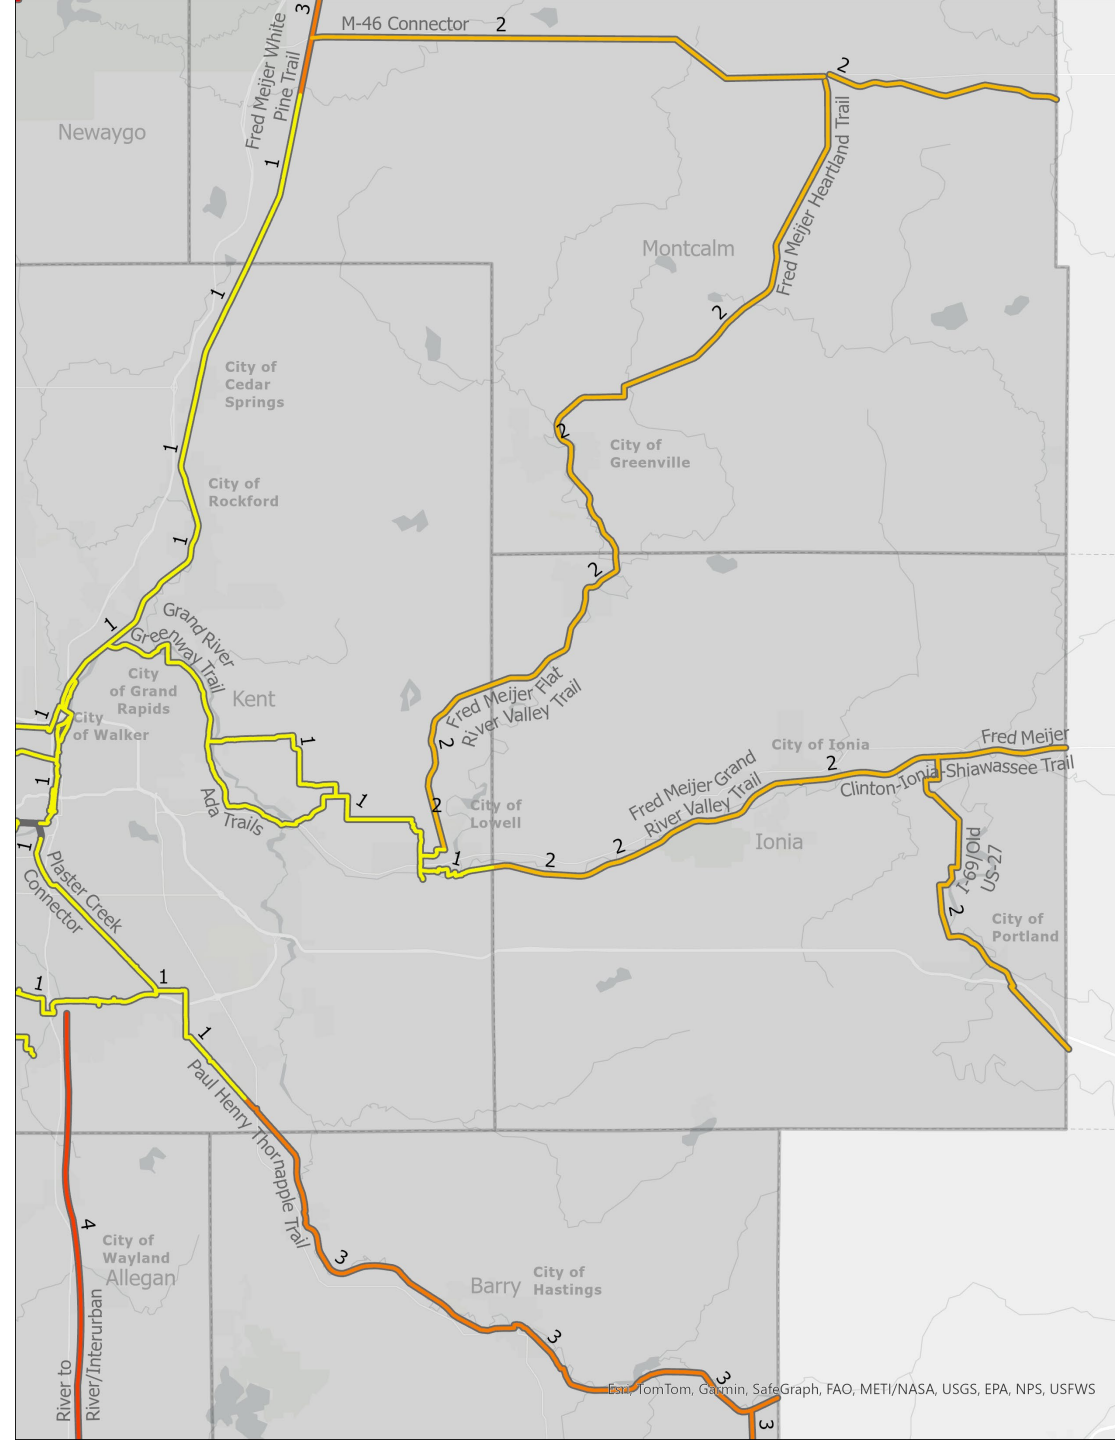 3
M-46 Connector
2
Fred Meijer White
Pine Trail
2
Newaygo
1
Fred Meijer Heartland Trail
Montcalm
1
2
City of
Cedar
Springs
2
City of
Greenville
1
City of
Rockford
1
2
1
Grand River
Greenway Trail
City
of Grand
Rapids
Kent
Fred Meijer Flat
River Valley Trail
1
City
of Walker
1
2
City of Ionia
Fred Meijer
Clinton-Ionia-Shiawassee Trail
2
1
Ada Trails
1
2
City of
Lowell
Fred Meijer Grand
River Valley Trail
Ionia
1
1
2
2
I-69/Old
US-27
Plaster Creek
Connector
2
City of
Portland
1
1
1
Paul Henry Thornapple Trail
4
City of
Wayland
Allegan
3
Barry
City of
Hastings
3
River to
River/Interurban
3
Esri, TomTom, Garmin, SafeGraph, FAO, METI/NASA, USGS, EPA, NPS, USFWS
3